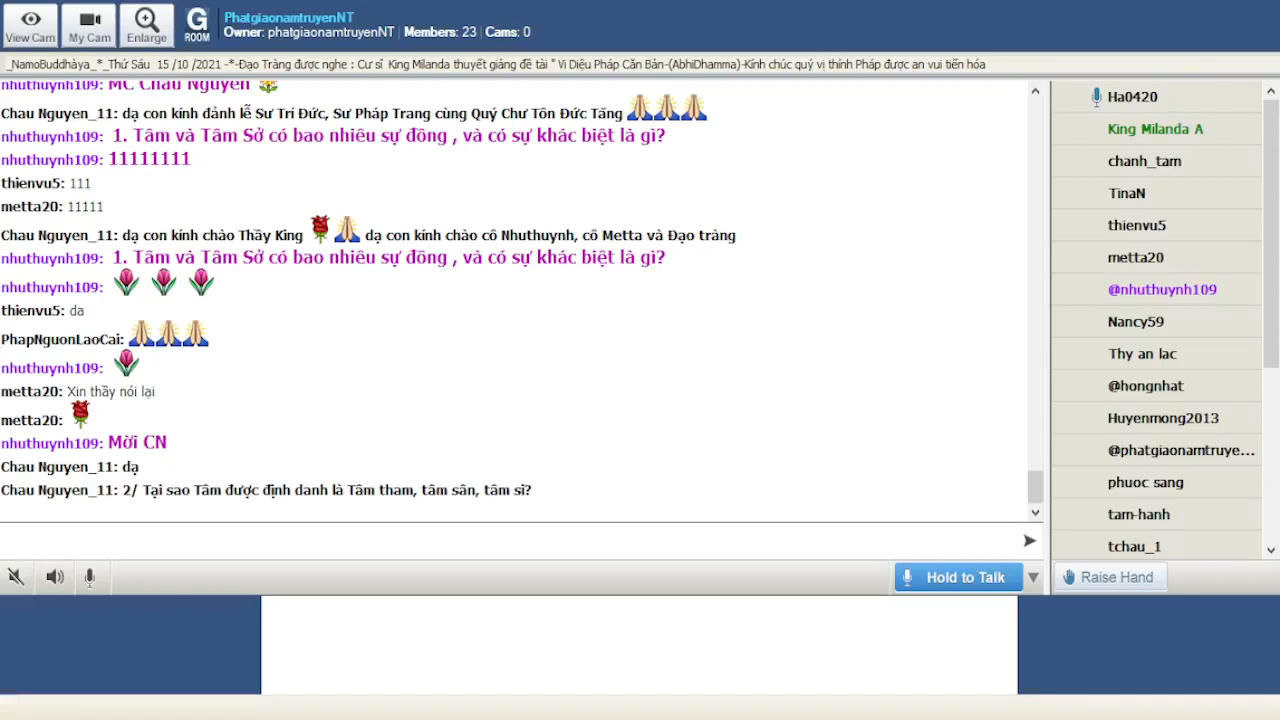 View Cam
My Cam
Enlarge
G ROOM
PhatgiaonamtruyenNT
Owner: phatgiaonamtruyenNT | Members: 23 | Cams: 0
_NamoBuddhàya_*_Thứ Sáu 15 /10 /2021 -*-Đạo Tràng được nghe : Cư sĩ King Milanda thuyết giảng đề tài " Vi Diệu Pháp Căn Bản-(AbhiDhamma)-Kính chúc quý vị thính Pháp được an vui tiến hóa
nhuthuynh109: MC Chau Nguyen
Chau Nguyen_11: dạ con kính đảnh lễ Sư Trí Đức, Sư Pháp Trang cùng Quý Chư Tôn Đức Tăng
nhuthuynh109: 1. Tâm và Tâm Sở có bao nhiêu sự đồng , và có sự khác biệt là gì?
nhuthuynh109: 11111111
thienvu5: 111
metta20: 11111
Chau Nguyen_11: dạ con kính chào Thầy King dạ con kính chào cô Nhuthuynh, cô Metta và Đạo tràng
nhuthuynh109: 1. Tâm và Tâm Sở có bao nhiêu sự đồng , và có sự khác biệt là gì?
nhuthuynh109:
thienvu5: da
PhapNguonLaoCai:
nhuthuynh109:
metta20: Xin thầy nói lại
metta20:
nhuthuynh109: Mời CN
Chau Nguyen_11: dạ
Chau Nguyen_11: 2/ Tại sao Tâm được định danh là Tâm tham, tâm sân, tâm si?
Hold to Talk
Ha0420
King Milanda A
chanh_tam
TinaN
thienvu5
metta20
@nhuthuynh109
Nancy59
Thy an lac
@hongnhat
Huyenmong2013
@phatgiaonamtruye...
phuoc sang
tam-hanh
tchau_1
Raise Hand